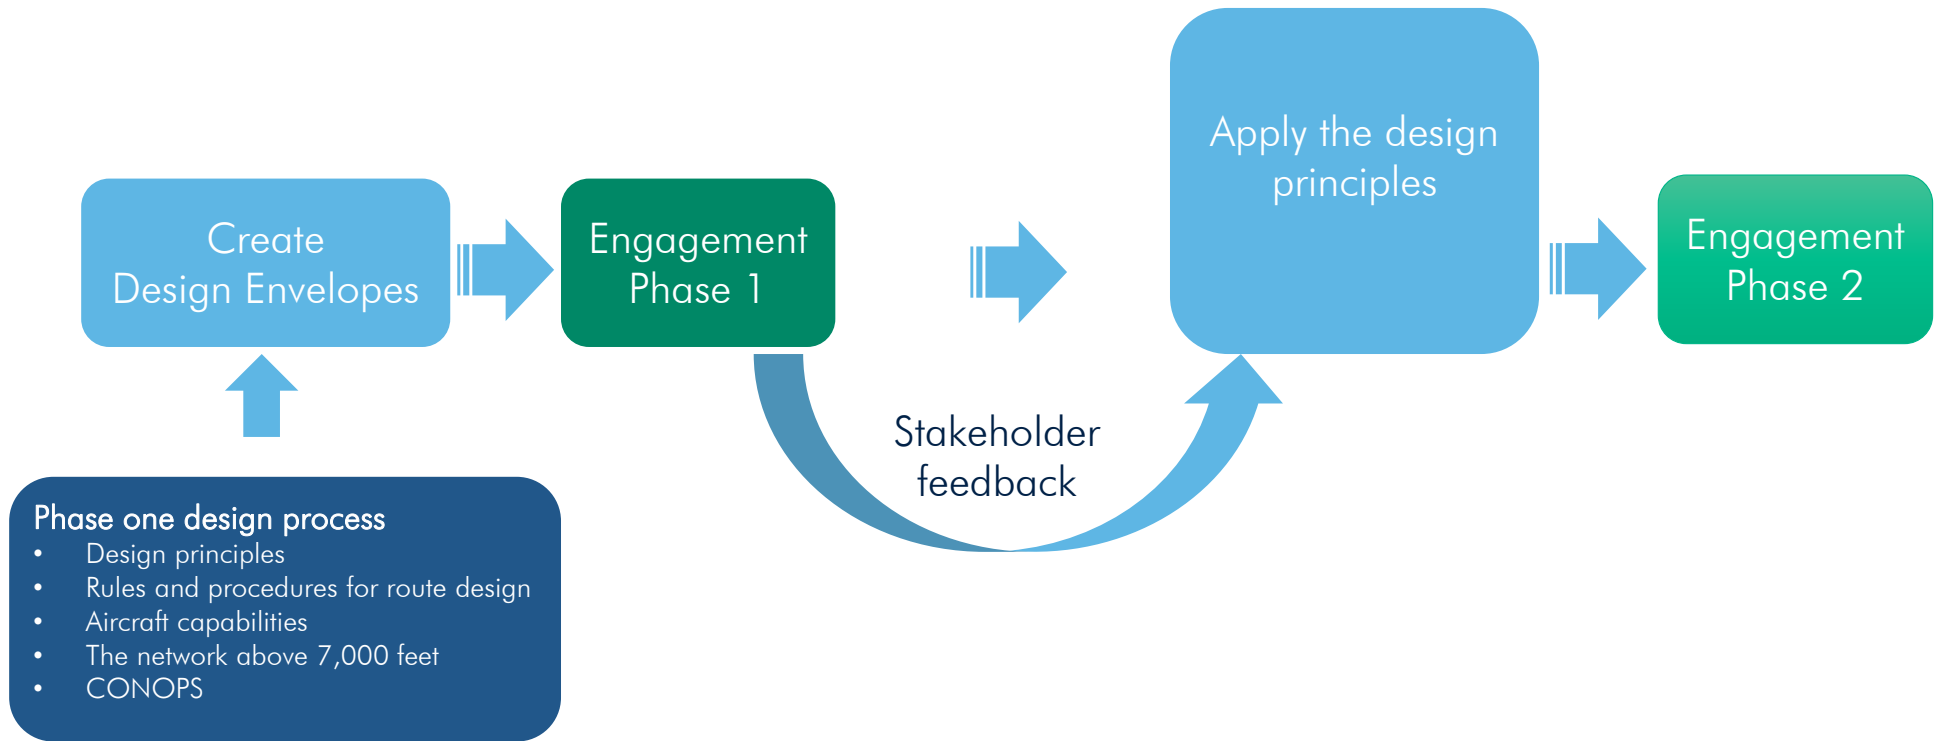 Create
Design Envelopes
Engagement
Phase 1
Apply the design
principles
Engagement
Phase 2
Stakeholder
feedback
Phase one design process
• Design principles
• Rules and procedures for route design
• Aircraft capabilities
• The network above 7,000 feet
• CONOPS